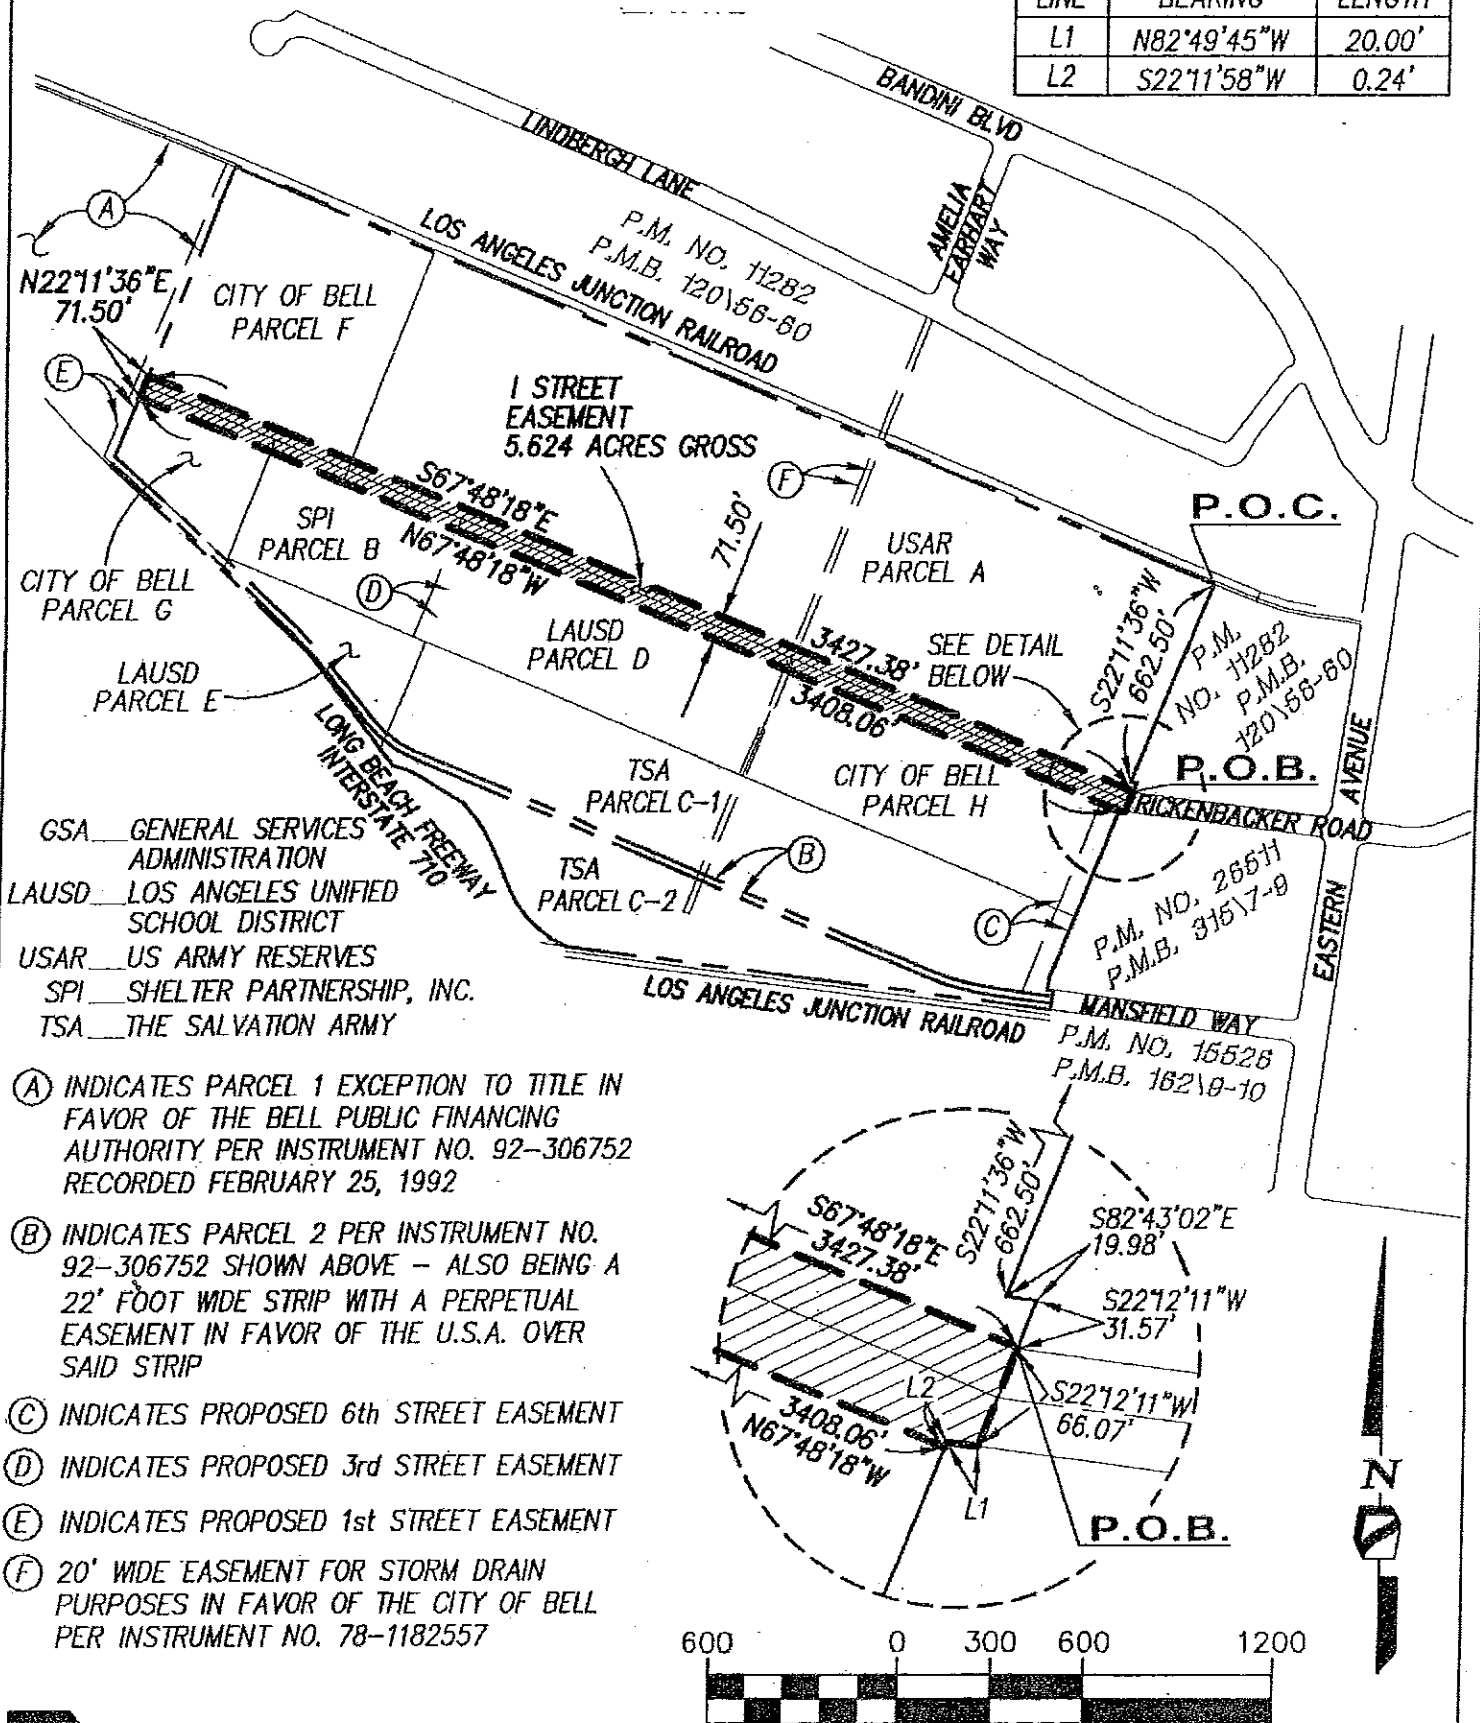 LINE BEARING LENGTH
L1 N82°49'45"W 20.00'
L2 S22°11'58"W 0.24'
BANDINI BLVD
LINDBERGH LANE
AMELIA
EARHART
WAY
P.M. NO. 11282
P.M.B. 120\56-60
LOS ANGELES JUNCTION RAILROAD
A
N22°11'36"E
71.50'
CITY OF BELL
PARCEL F
E
I STREET
EASEMENT
5.624 ACRES GROSS
F
S67°48'18"E
N67°48'18"W
71.50'
P.O.C.
SPI
PARCEL B
USAR
PARCEL A
D
CITY OF BELL
PARCEL G
LAUSD
PARCEL D
3427.38'
3408.06'
SEE DETAIL
BELOW
S22°11'36"W
662.50'
P.M.
NO. 11282
P.M.B.
120\56-60
LAUSD
PARCEL E
LONG BEACH FREEWAY
INTERSTATE 710
TSA
PARCEL C-1
CITY OF BELL
PARCEL H
P.O.B.
RICKENBACKER ROAD
EASTERN AVENUE
B
TSA
PARCEL C-2
C
P.M. NO. 26611
P.M.B. 315\7-9
LOS ANGELES JUNCTION RAILROAD
MANSFIELD WAY
P.M. NO. 15526
P.M.B. 162\9-10
GSA GENERAL SERVICES
ADMINISTRATION
LAUSD LOS ANGELES UNIFIED
SCHOOL DISTRICT
USAR US ARMY RESERVES
SPI SHELTER PARTNERSHIP, INC.
TSA THE SALVATION ARMY
A INDICATES PARCEL 1 EXCEPTION TO TITLE IN
FAVOR OF THE BELL PUBLIC FINANCING
AUTHORITY PER INSTRUMENT NO. 92-306752
RECORDED FEBRUARY 25, 1992
B INDICATES PARCEL 2 PER INSTRUMENT NO.
92-306752 SHOWN ABOVE - ALSO BEING A
22' FOOT WIDE STRIP WITH A PERPETUAL
EASEMENT IN FAVOR OF THE U.S.A. OVER
SAID STRIP
C INDICATES PROPOSED 6th STREET EASEMENT
D INDICATES PROPOSED 3rd STREET EASEMENT
E INDICATES PROPOSED 1st STREET EASEMENT
F 20' WIDE EASEMENT FOR STORM DRAIN
PURPOSES IN FAVOR OF THE CITY OF BELL
PER INSTRUMENT NO. 78-1182557
S22°11'36"W
662.50'
S67°48'18"E
3427.38'
S82°43'02"E
19.98'
S22°12'11"W
31.57'
L2
S22°12'11"W
66.07'
3408.06'
N67°48'18"W
L1
P.O.B.
N
600 0 300 600 1200